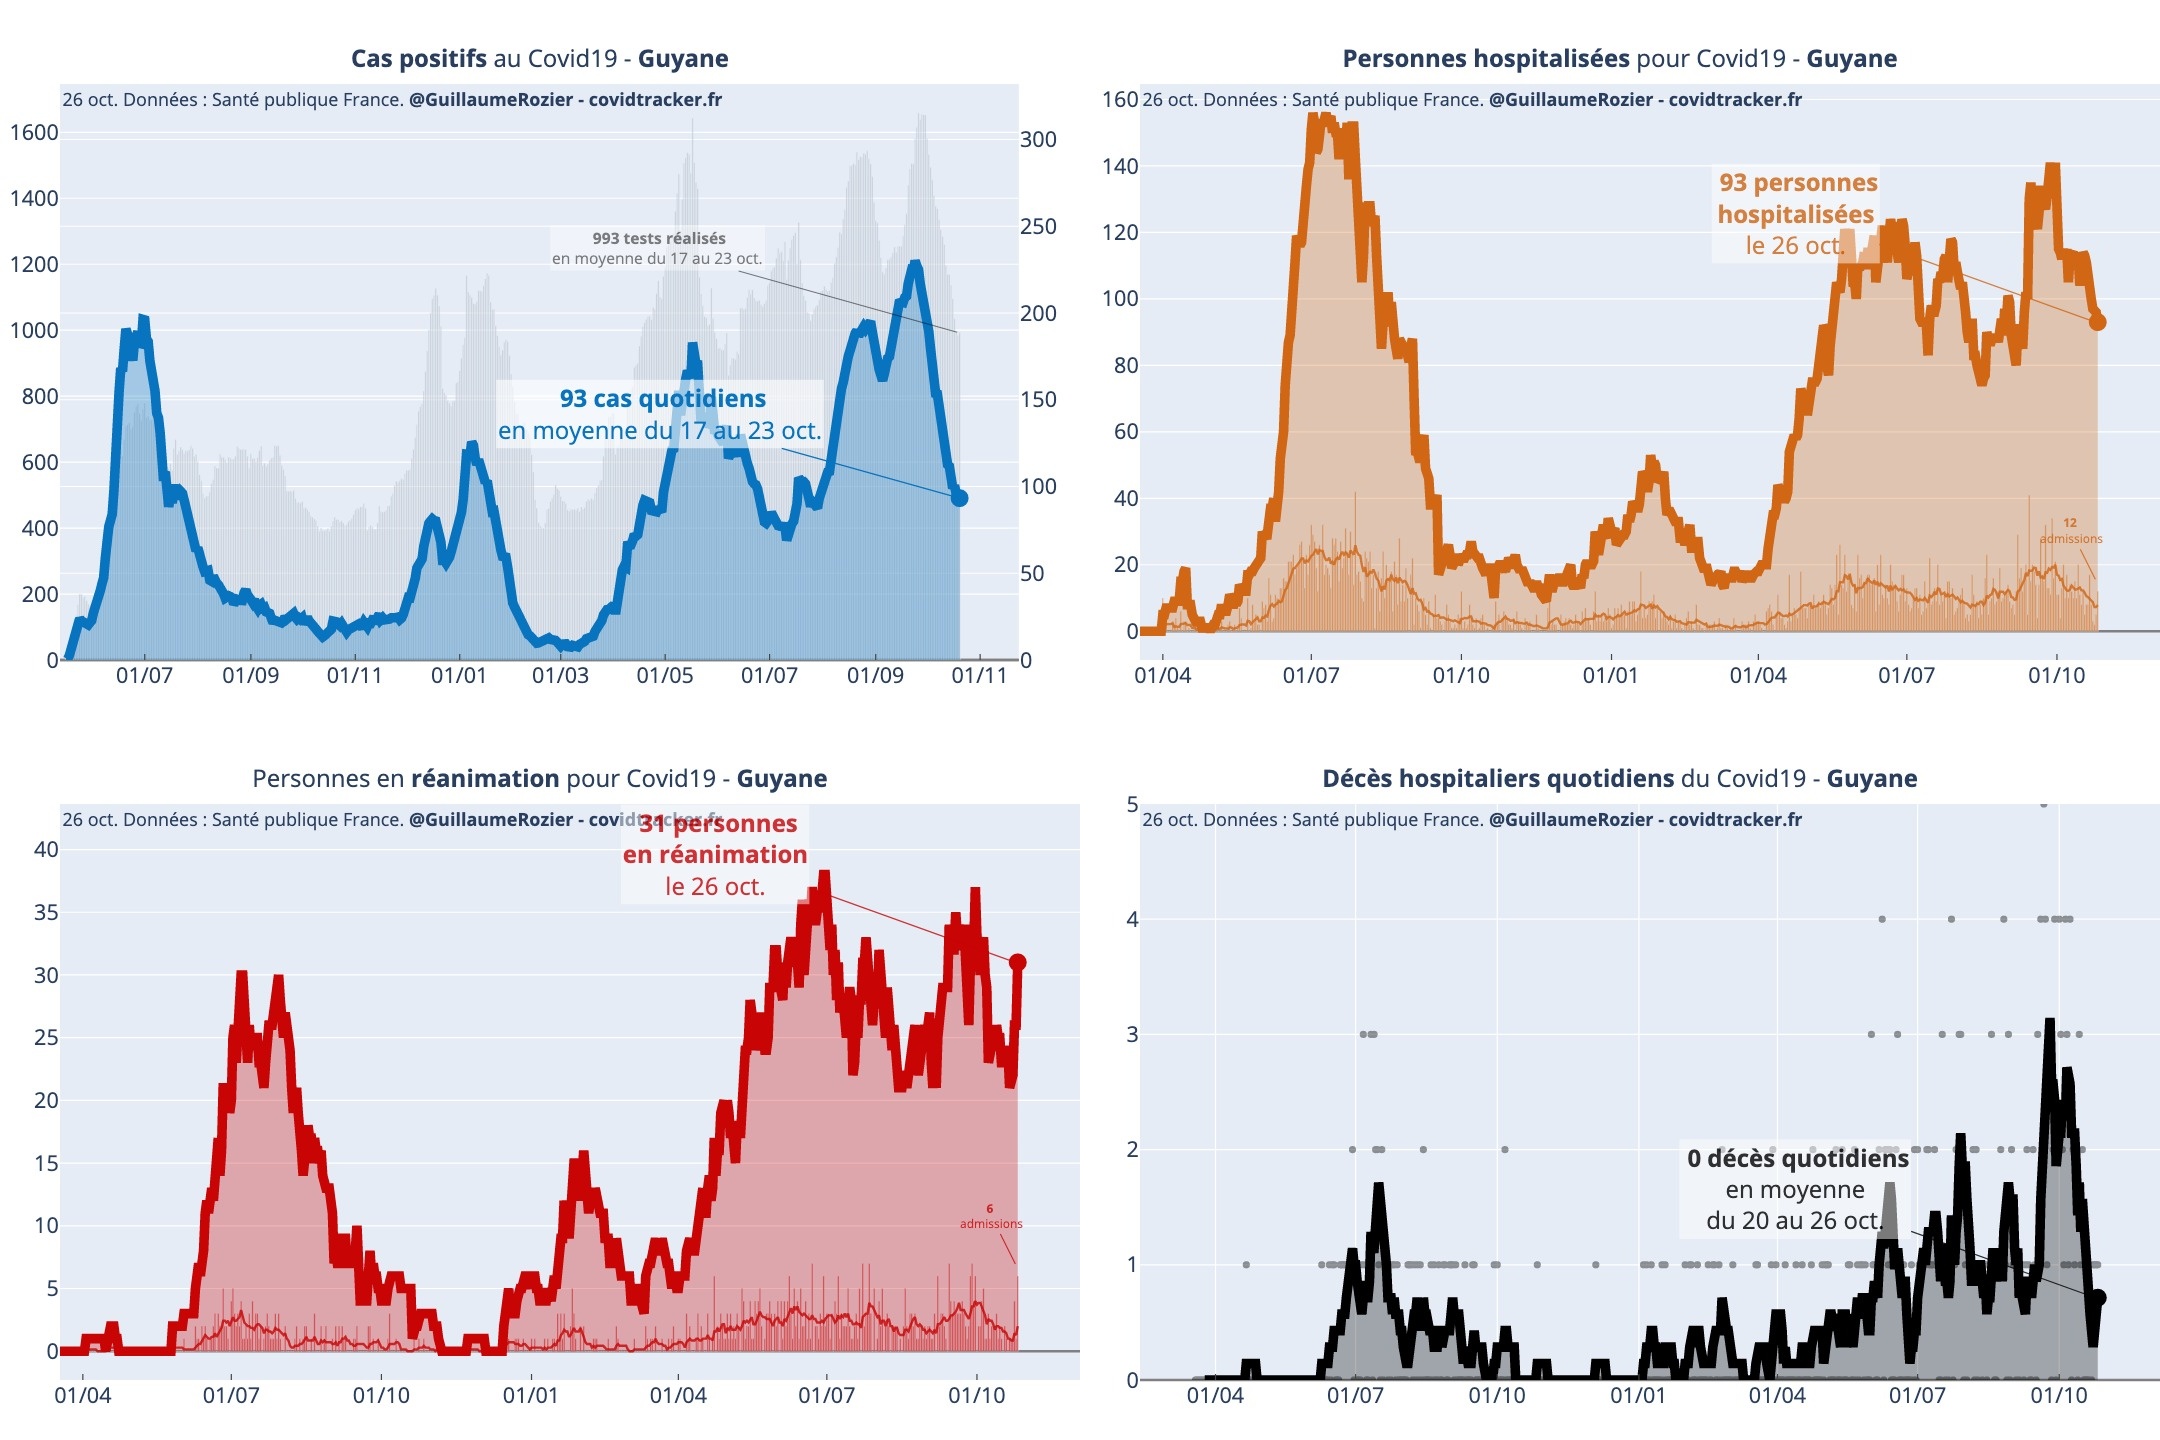 Cas positifs au Covid19 - Guyane
26 oct. Données : Santé publique France. @GuillaumeRozier - covidtracker.fr
1600
1400
1200
1000
800
600
400
200
0
300
250
200
150
100
50
0
993 tests réalisés
en moyenne du 17 au 23 oct.
93 cas quotidiens
en moyenne du 17 au 23 oct.
01/07 01/09 01/11 01/01 01/03 01/05 01/07 01/09 01/11
Personnes hospitalisées pour Covid19 - Guyane
26 oct. Données : Santé publique France. @GuillaumeRozier - covidtracker.fr
160
140
120
100
80
60
40
20
0
93 personnes
hospitalisées
le 26 oct.
12
admissions
01/04 01/07 01/10 01/01 01/04 01/07 01/10
Personnes en réanimation pour Covid19 - Guyane
26 oct. Données : Santé publique France. @GuillaumeRozier - covidtracker.fr
40
35
30
25
20
15
10
5
0
31 personnes
en réanimation
le 26 oct.
6
admissions
01/04 01/07 01/10 01/01 01/04 01/07 01/10
Décès hospitaliers quotidiens du Covid19 - Guyane
26 oct. Données : Santé publique France. @GuillaumeRozier - covidtracker.fr
5
4
3
2
1
0
0 décès quotidiens
en moyenne
du 20 au 26 oct.
01/04 01/07 01/10 01/01 01/04 01/07 01/10